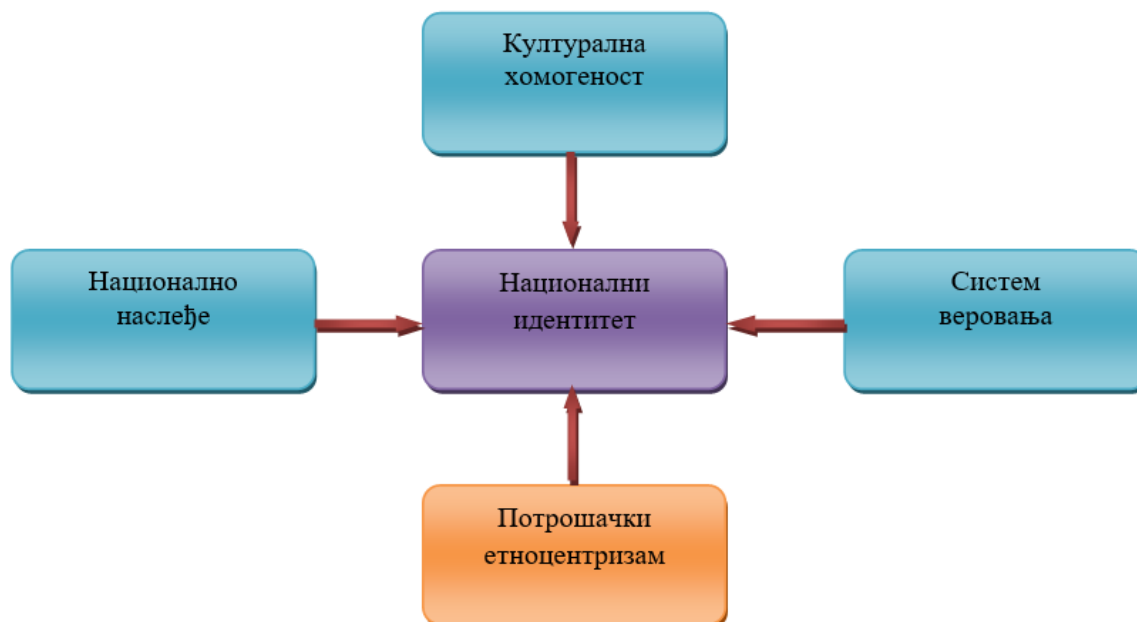 Културална
хомогеност
Национално
наслеђе
Национални
идентитет
Систем
веровања
Потрошачки
етноцентризам